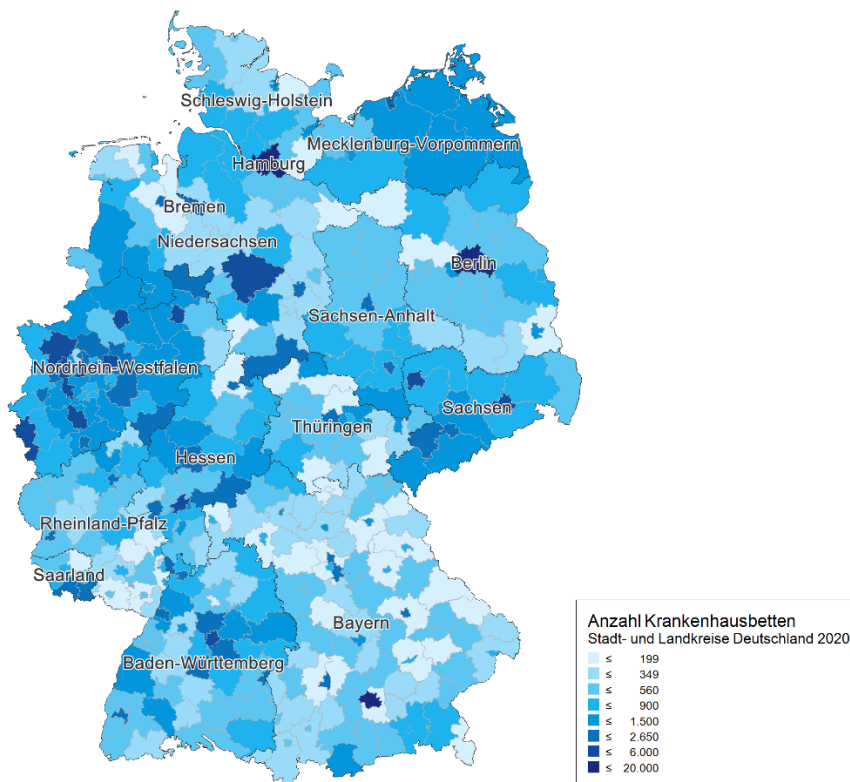 Schleswig-Holstein
Mecklenburg-Vorpommern
Hamburg
Bremen
Niedersachsen
Berlin
Sachsen-Anhalt
Nordrhein-Westfalen
Sachsen
Thüringen
Hessen
Rheinland-Pfalz
Saarland
Bayern
Baden-Württemberg
Anzahl Krankenhausbetten
Stadt- und Landkreise Deutschland 2020
≤ 199
≤ 349
≤ 560
≤ 900
≤ 1.500
≤ 2.650
≤ 6.000
≤ 20.000